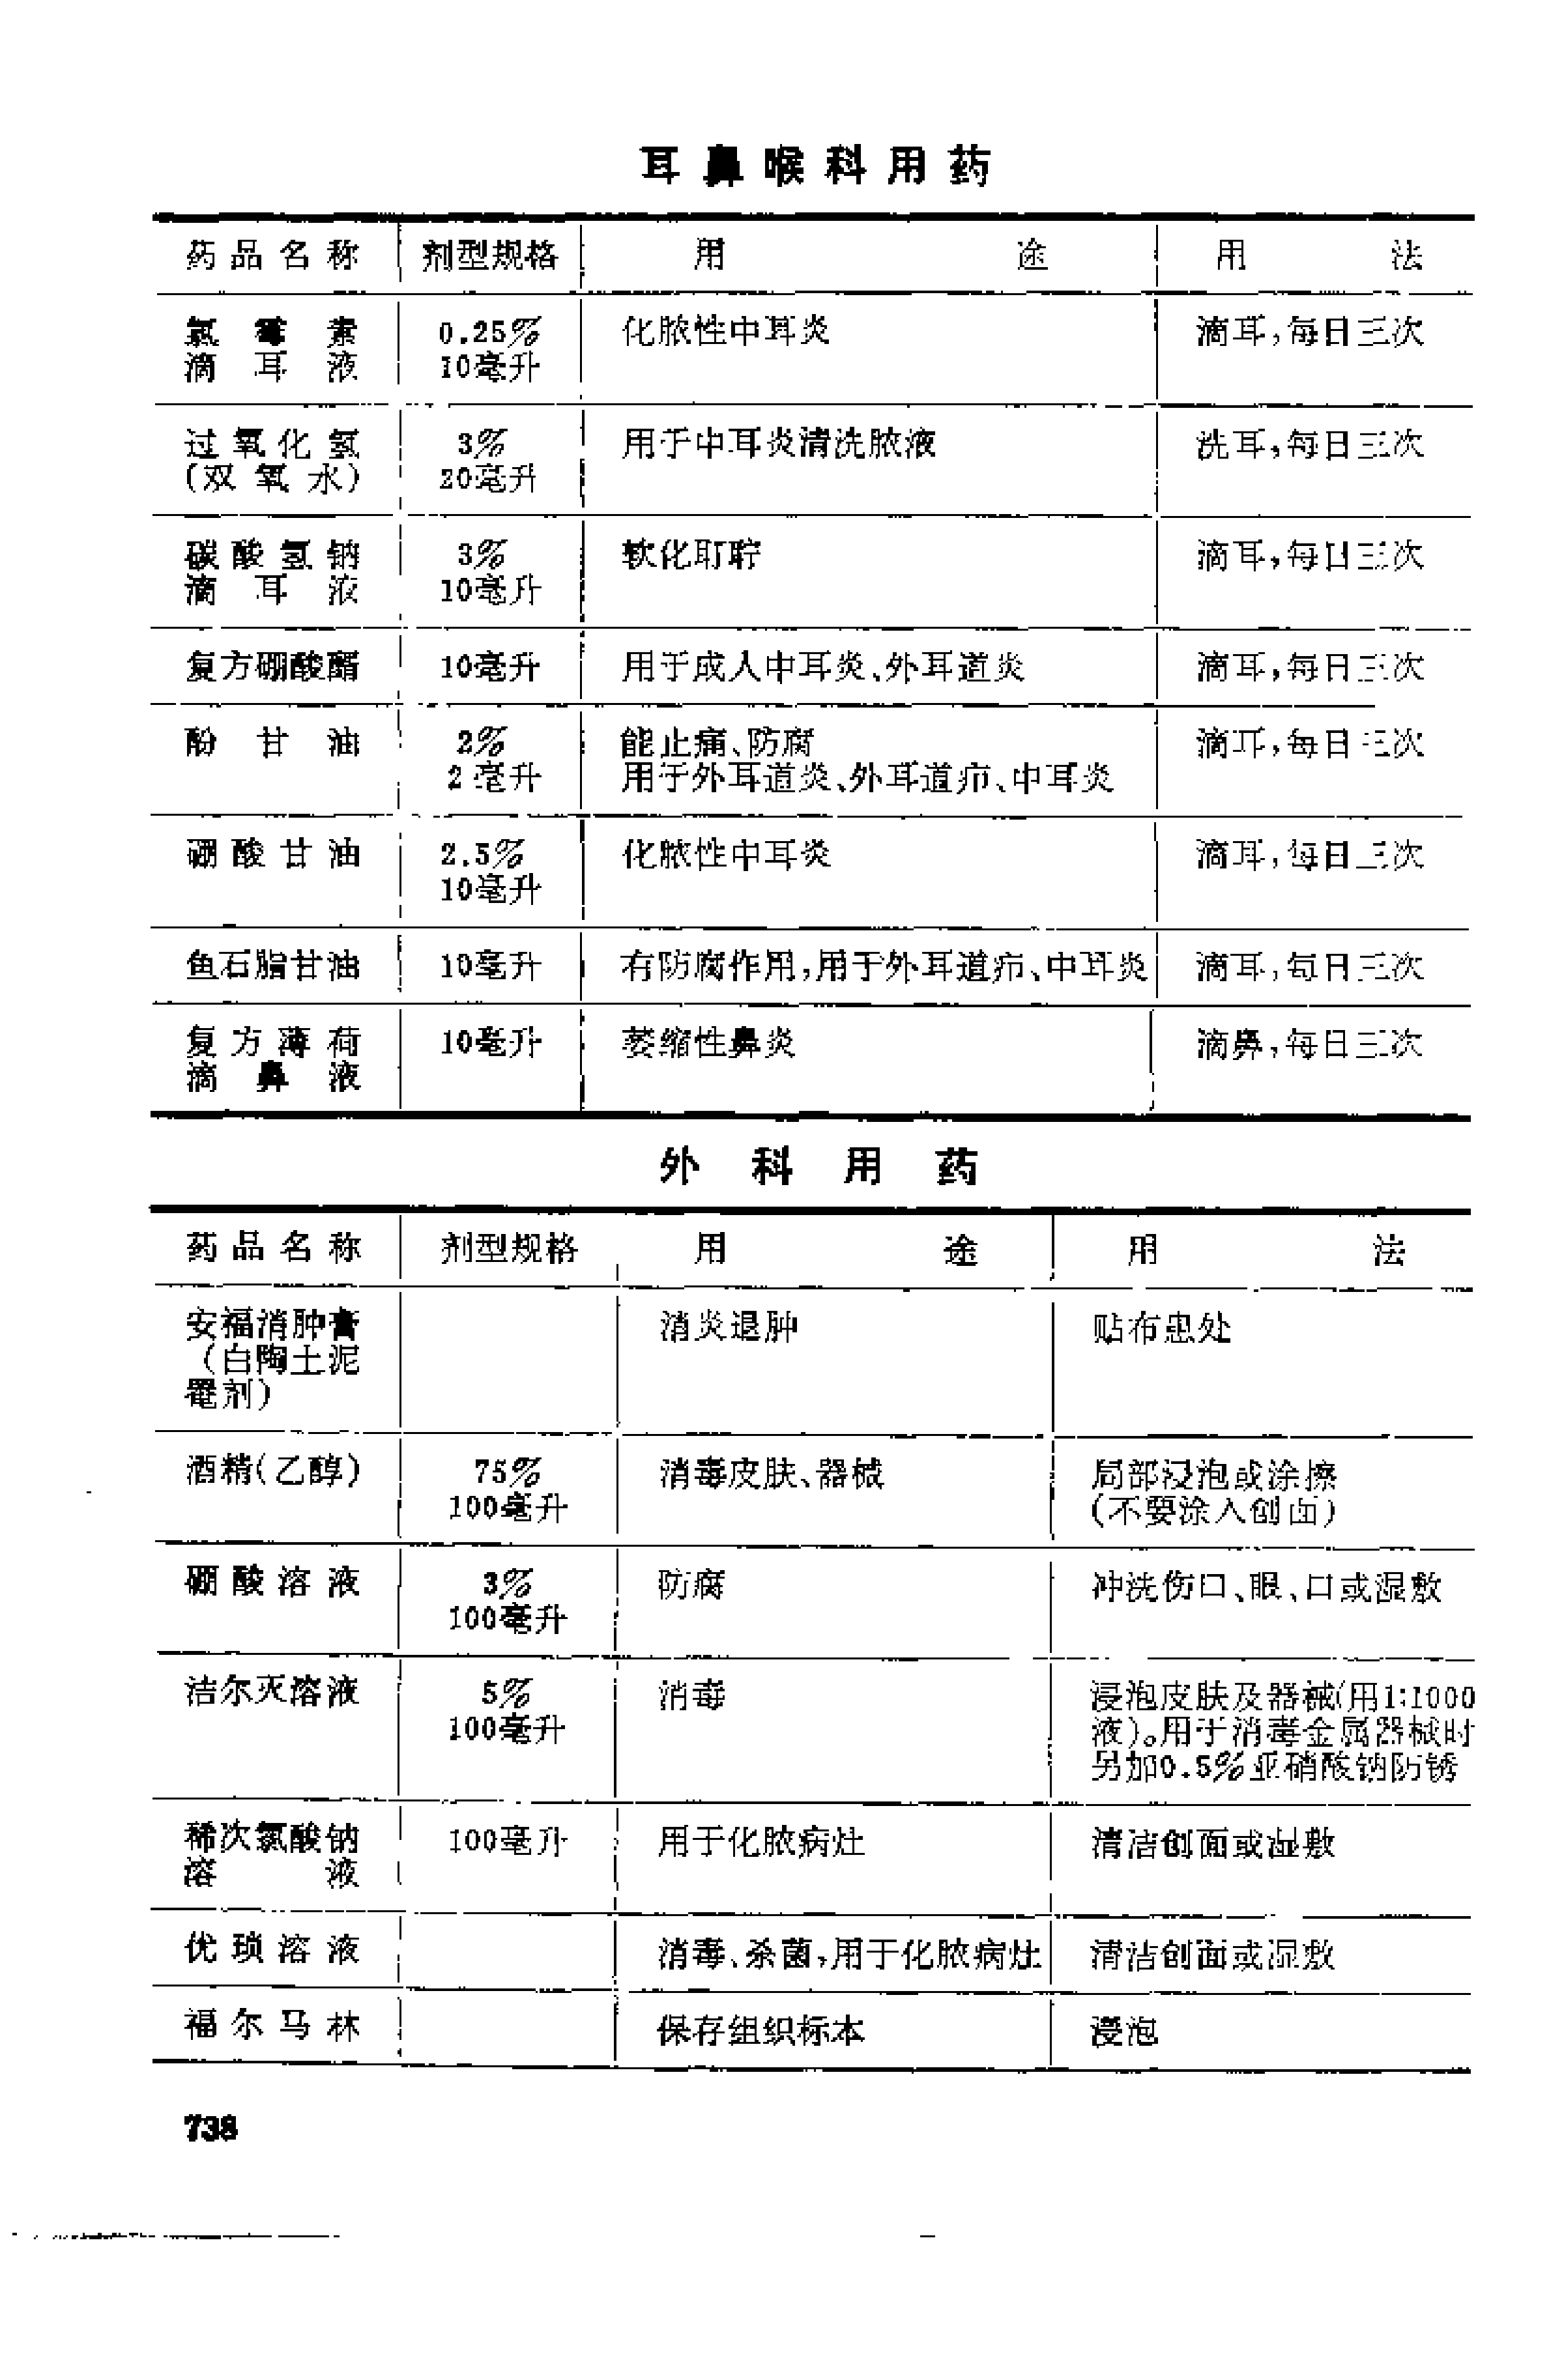 耳鼻喉科用药
药品名称 剂型规格 用途 用法
氯霉素 0.25% 化脓性中耳炎 滴耳,每日三次
滴耳液 10毫升
过氧化氢 3% 用于中耳炎清洗脓液 洗耳,每日三次
(双氧水) 20毫升
碳酸氢钠 3% 软化耵聍 滴耳,每日三次
滴耳液 10毫升
复方硼酸醑 10毫升 用于成人中耳炎、外耳道炎 滴耳,每日三次
酚甘油 2% 能止痛、防腐 滴耳,每日三次
2毫升 用于外耳道炎、外耳道疖、中耳炎
硼酸甘油 2.5% 化脓性中耳炎 滴耳,每日三次
10毫升
鱼石脂甘油 10毫升 有防腐作用,用于外耳道疖、中耳炎 滴耳,每日三次
复方薄荷 10毫升 萎缩性鼻炎 滴鼻,每日三次
滴鼻液
外科用药
药品名称 剂型规格 用途 用法
安福消肿膏 消炎退肿 贴布患处
(白陶土泥
罨剂)
酒精(乙醇) 75% 消毒皮肤、器械 局部浸泡或涂擦
100毫升 (不要涂入创面)
硼酸溶液 3% 防腐 冲洗伤口、眼、口或湿敷
100毫升
洁尔灭溶液 5% 消毒 浸泡皮肤及器械(用1:1000
100毫升 液)。用于消毒金属器械时
另加0.5%亚硝酸钠防锈
稀次氯酸钠 100毫升 用于化脓病灶 清洁创面或湿敷
溶液
优琐溶液 消毒、杀菌,用于化脓病灶 清洁创面或湿敷
福尔马林 保存组织标本 浸泡
738